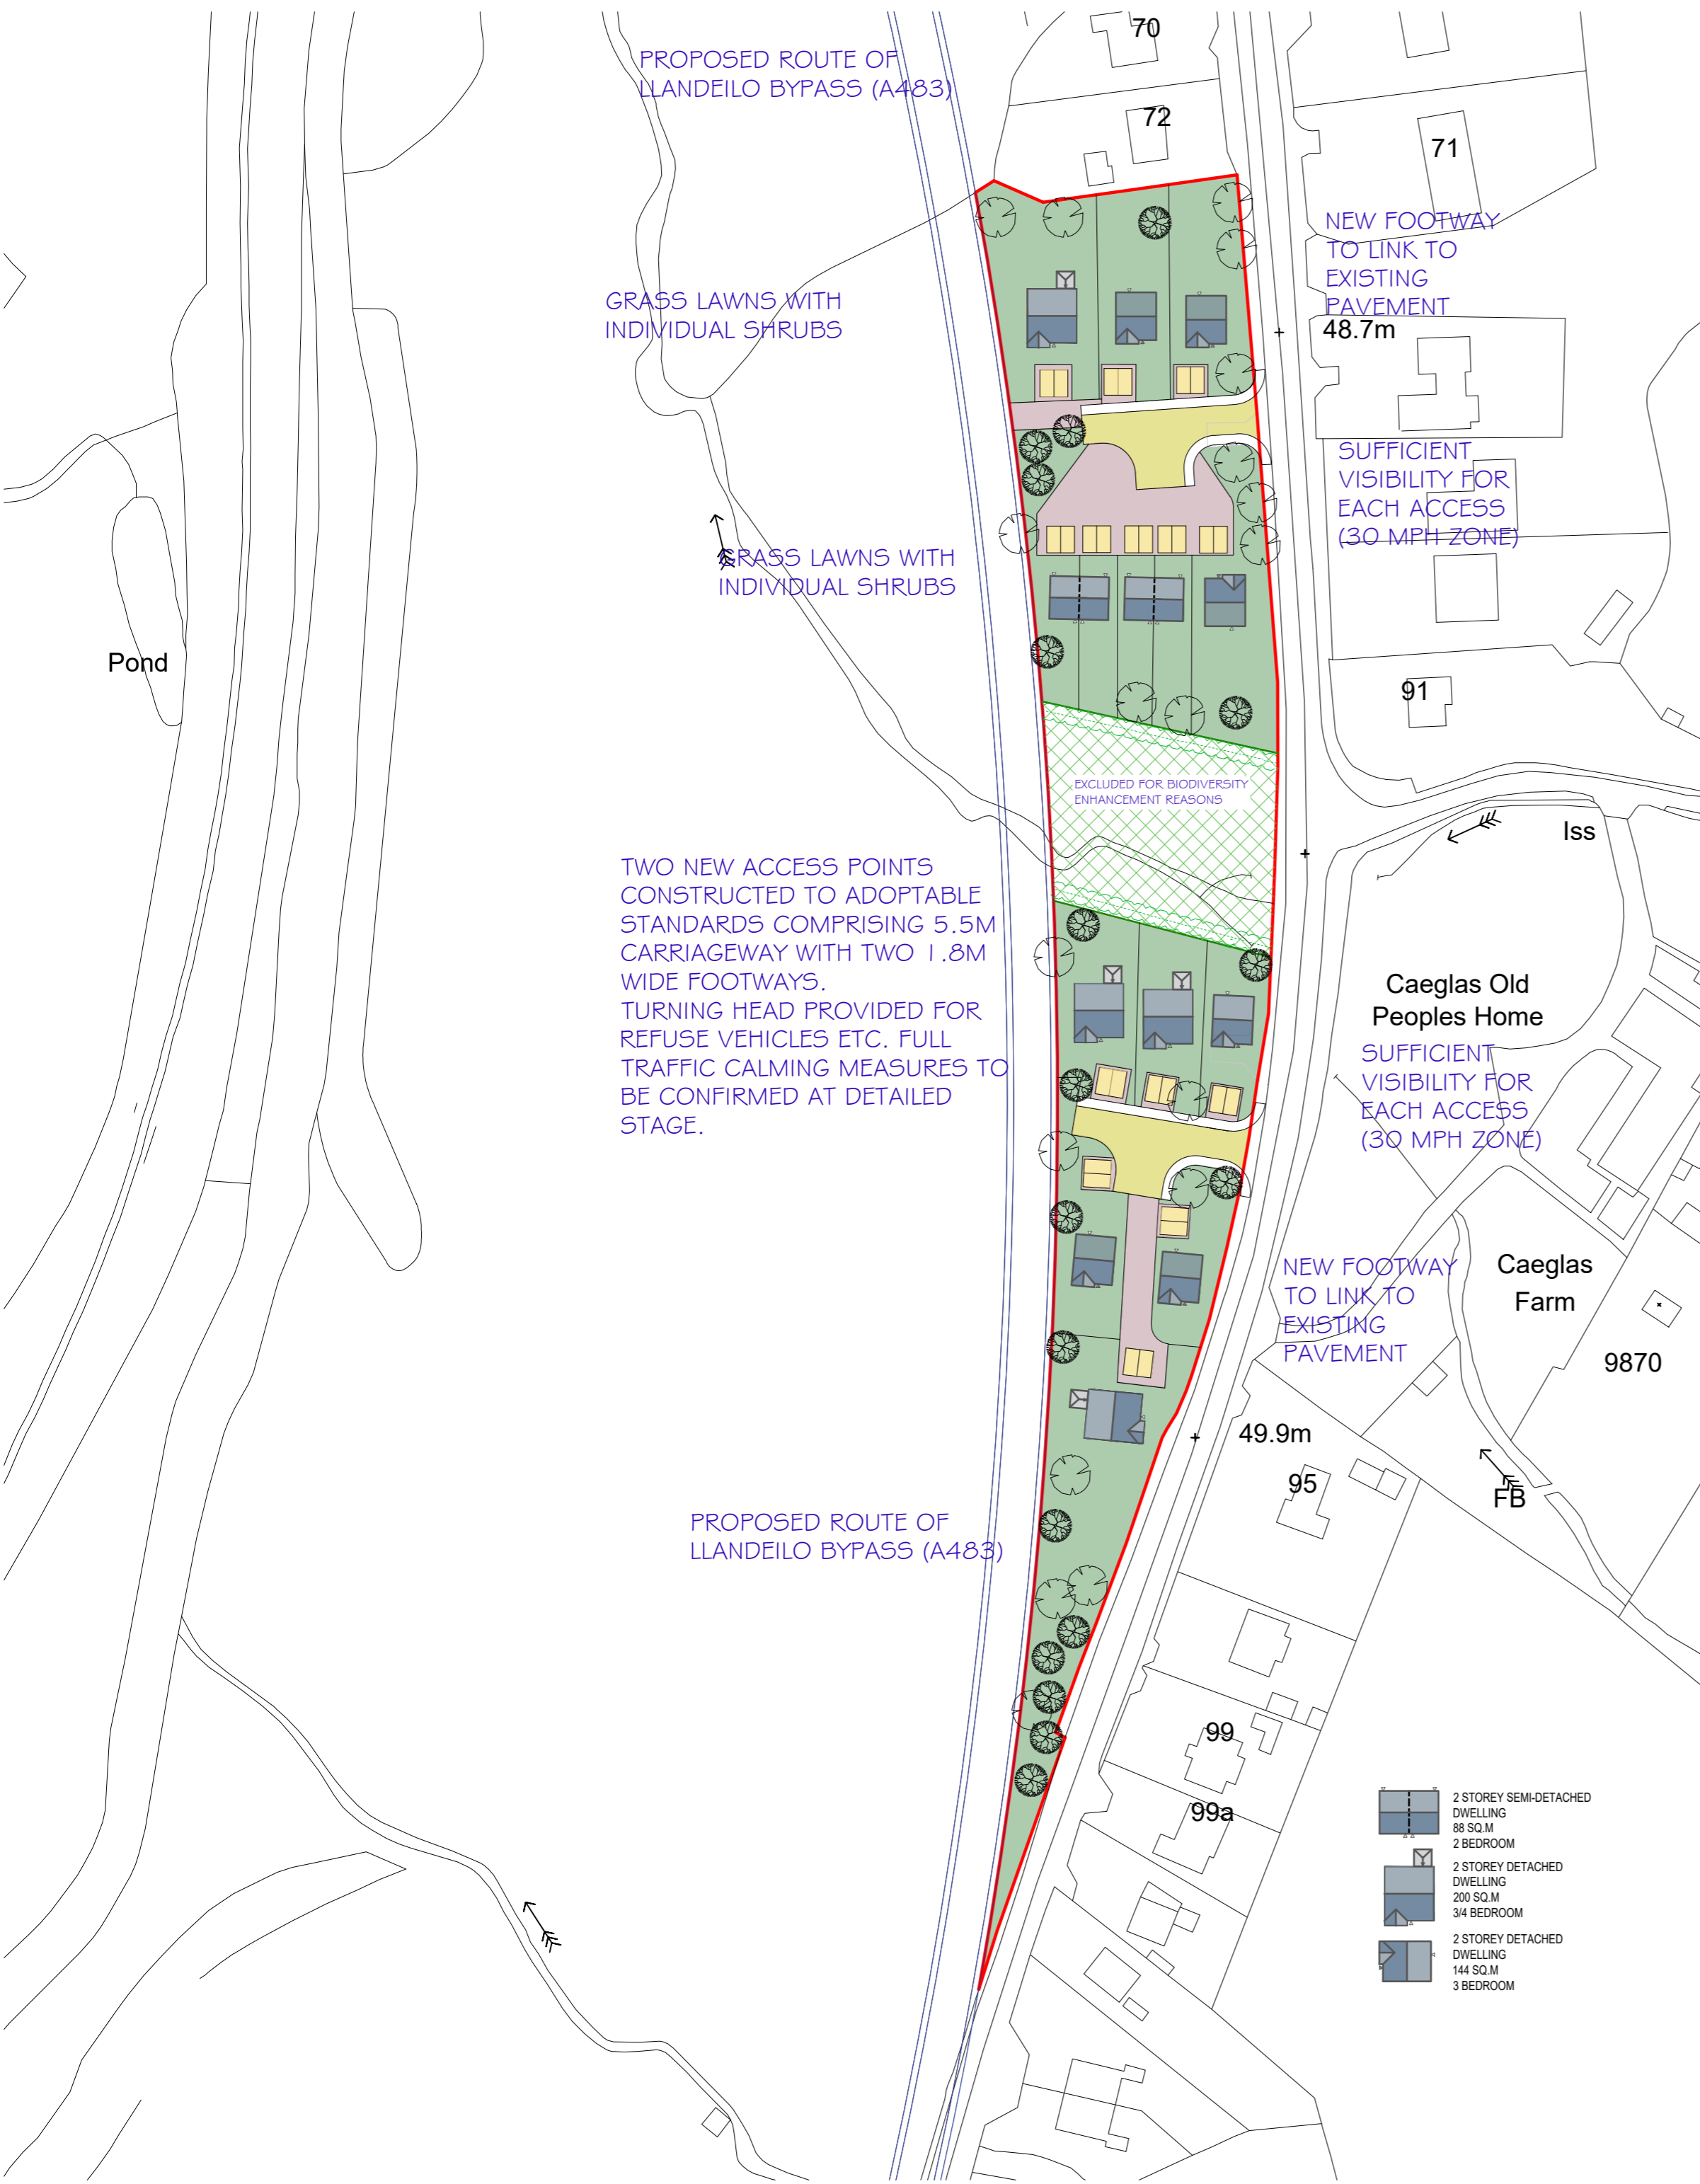 70
PROPOSED ROUTE OF
LLANDEILO BYPASS (A483)
72
71
NEW FOOTWAY
TO LINK TO
EXISTING
PAVEMENT
48.7m
GRASS LAWNS WITH
INDIVIDUAL SHRUBS
SUFFICIENT
VISIBILITY FOR
EACH ACCESS
(30 MPH ZONE)
GRASS LAWNS WITH
INDIVIDUAL SHRUBS
Pond
91
EXCLUDED FOR BIODIVERSITY
ENHANCEMENT REASONS
Iss
TWO NEW ACCESS POINTS
CONSTRUCTED TO ADOPTABLE
STANDARDS COMPRISING 5.5M
CARRIAGEWAY WITH TWO 1.8M
WIDE FOOTWAYS.
TURNING HEAD PROVIDED FOR
REFUSE VEHICLES ETC. FULL
TRAFFIC CALMING MEASURES TO
BE CONFIRMED AT DETAILED
STAGE.
Caeglas Old
Peoples Home
SUFFICIENT
VISIBILITY FOR
EACH ACCESS
(30 MPH ZONE)
NEW FOOTWAY
TO LINK TO
EXISTING
PAVEMENT
Caeglas
Farm
9870
49.9m
95
FB
PROPOSED ROUTE OF
LLANDEILO BYPASS (A483)
99
99a
2 STOREY SEMI-DETACHED
DWELLING
88 SQ.M
2 BEDROOM
2 STOREY DETACHED
DWELLING
200 SQ.M
3/4 BEDROOM
2 STOREY DETACHED
DWELLING
144 SQ.M
3 BEDROOM